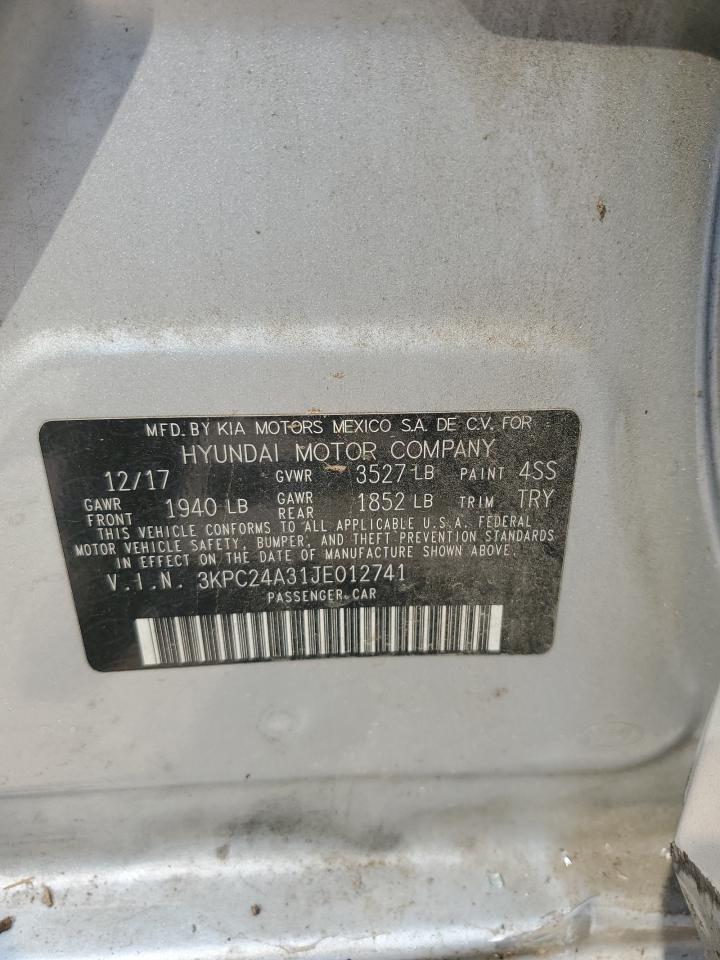 MFD. BY KIA MOTORS MEXICO S.A. DE C.V. FOR
HYUNDAI MOTOR COMPANY
12/17 GVWR 3527 LB PAINT 4SS
GAWR FRONT 1940 LB GAWR REAR 1852 LB TRIM TRY
THIS VEHICLE CONFORMS TO ALL APPLICABLE U.S.A. FEDERAL
MOTOR VEHICLE SAFETY, BUMPER, AND THEFT PREVENTION STANDARDS
IN EFFECT ON THE DATE OF MANUFACTURE SHOWN ABOVE.
V.I.N. 3KPC24A31JE012741
PASSENGER CAR